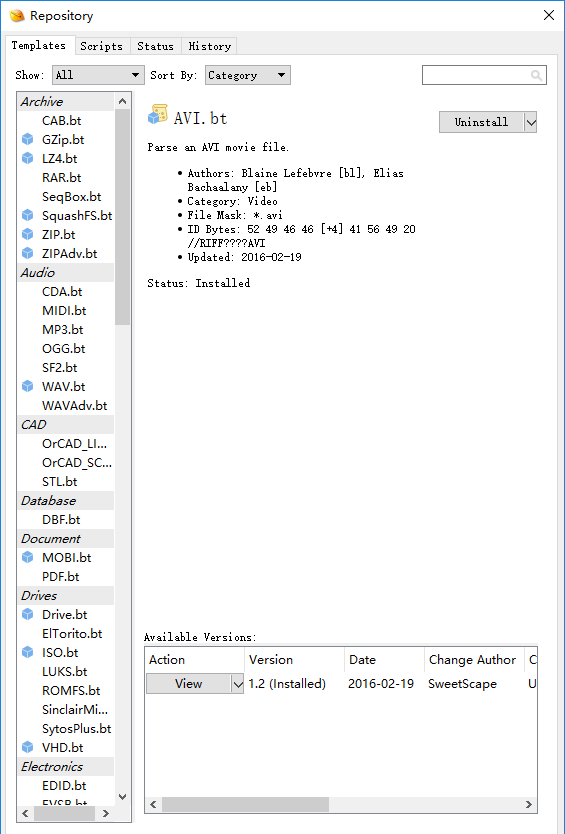 Repository
Templates Scripts Status History
Show: All Sort By: Category
Archive
CAB.bt
GZip.bt
LZ4.bt
RAR.bt
SeqBox.bt
SquashFS.bt
ZIP.bt
ZIPAdv.bt
Audio
CDA.bt
MIDI.bt
MP3.bt
OGG.bt
SF2.bt
WAV.bt
WAVAdv.bt
CAD
OrCAD_LI...
OrCAD_SC...
STL.bt
Database
DBF.bt
Document
MOBI.bt
PDF.bt
Drives
Drive.bt
ElTorito.bt
ISO.bt
LUKS.bt
ROMFS.bt
SinclairMi...
SytosPlus.bt
VHD.bt
Electronics
EDID.bt
AVI.bt
Uninstall
Parse an AVI movie file.
• Authors: Blaine Lefebvre [bl], Elias
Bachaalany [eb]
• Category: Video
• File Mask: *.avi
• ID Bytes: 52 49 46 46 [+4] 41 56 49 20
//RIFF????AVI
• Updated: 2016-02-19
Status: Installed
Available Versions:
Action Version Date Change Author C
View 1.2 (Installed) 2016-02-19 SweetScape U